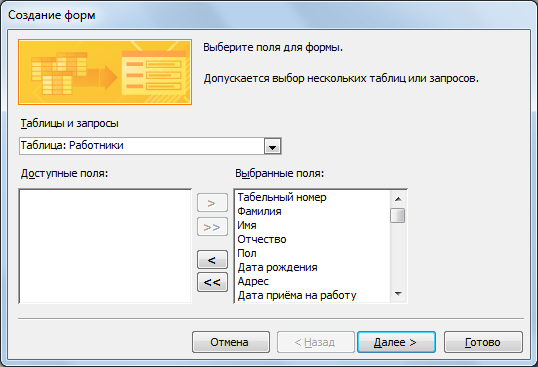 Создание форм
Выберите поля для формы.
Допускается выбор нескольких таблиц или запросов.
Таблицы и запросы
Таблица: Работники
Доступные поля:
Выбранные поля:
>
>>
<
<<
Табельный номер
Фамилия
Имя
Отчество
Пол
Дата рождения
Адрес
Дата приёма на работу
Отмена
< Назад
Далее >
Готово